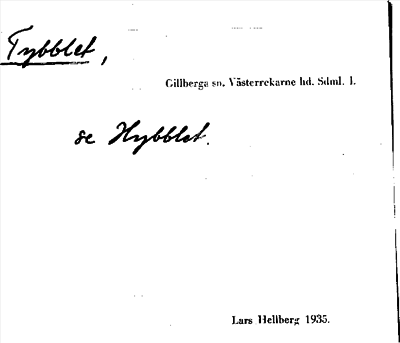 Tybblet,
Gillberga sn. Västerrekarne hd. Sdml. l.
se Hybblet.
Lars Hellberg 1935.